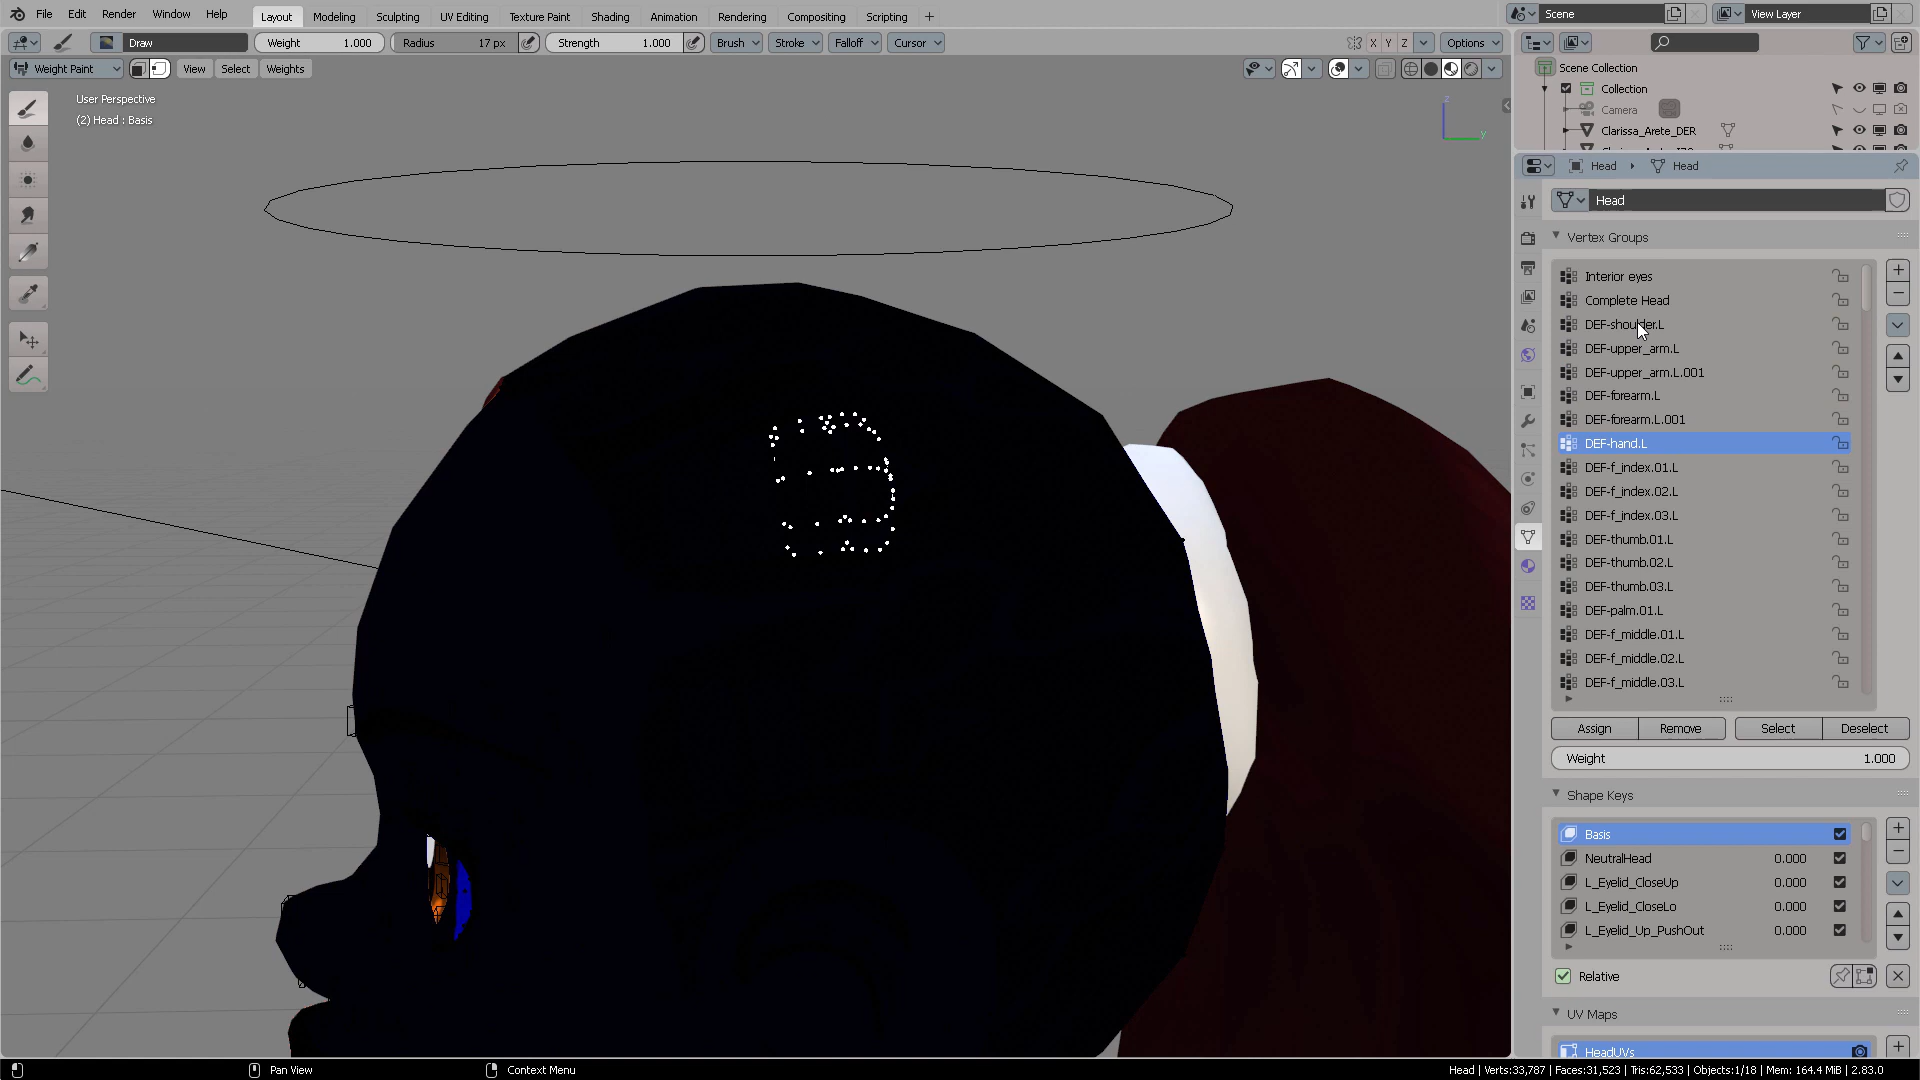 File Edit Render Window Help Layout Modeling Sculpting UV Editing Texture Paint Shading Animation Rendering Compositing Scripting + Scene View Layer
Draw Weight 1.000 Radius 17 px Strength 1.000 Brush Stroke Falloff Cursor X Y Z Options
Weight Paint View Select Weights
User Perspective
(2) Head : Basis
z
y
Scene Collection
Collection
Camera
Clarissa_Arete_DER
Head Head
Head
Vertex Groups
Interior eyes
Complete Head
DEF-shoulder.L
DEF-upper_arm.L
DEF-upper_arm.L.001
DEF-forearm.L
DEF-forearm.L.001
DEF-hand.L
DEF-f_index.01.L
DEF-f_index.02.L
DEF-f_index.03.L
DEF-thumb.01.L
DEF-thumb.02.L
DEF-thumb.03.L
DEF-palm.01.L
DEF-f_middle.01.L
DEF-f_middle.02.L
DEF-f_middle.03.L
Assign Remove Select Deselect
Weight 1.000
Shape Keys
Basis
NeutralHead 0.000
L_Eyelid_CloseUp 0.000
L_Eyelid_CloseLo 0.000
L_Eyelid_Up_PushOut 0.000
Relative
UV Maps
HeadUVs
Pan View Context Menu Head | Verts:33,787 | Faces:31,523 | Tris:62,533 | Objects:1/18 | Mem: 164.4 MiB | 2.83.0